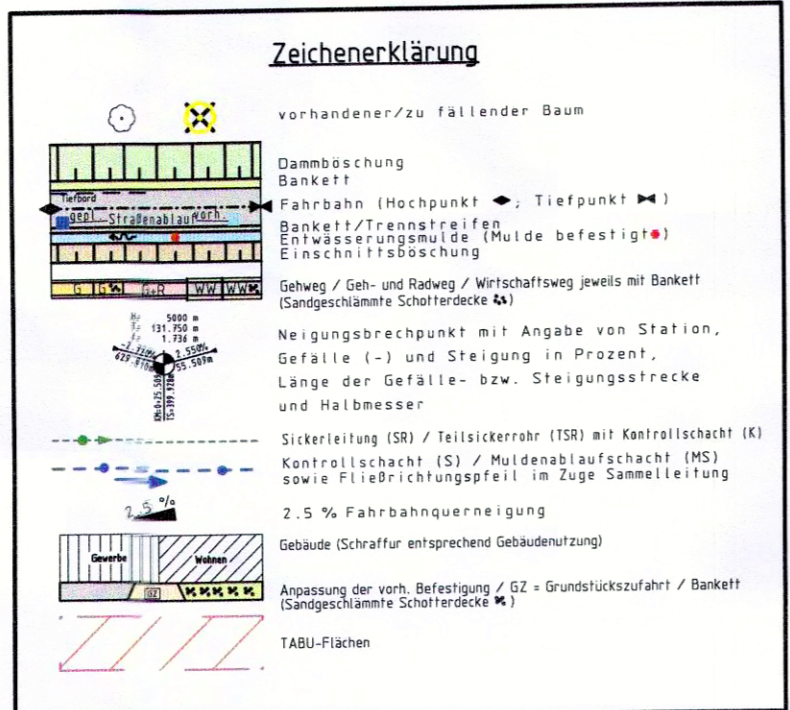 Zeichenerklärung
vorhandener/zu fällender Baum
Dammböschung
Bankett
Tiefbord
Fahrbahn (Hochpunkt ◆; Tiefpunkt ⧓)
gepl. Straßenablauf vorh.
Bankett/Trennstreifen
Entwässerungsmulde (Mulde befestigt)
Einschnittsböschung
G G G+R WW WW
Gehweg / Geh- und Radweg / Wirtschaftsweg jeweils mit Bankett
(Sandgeschlämmte Schotterdecke)
5000 m
131.750 m
1.736 m
2.550%
55.509m
Neigungsbrechpunkt mit Angabe von Station,
Gefälle (-) und Steigung in Prozent,
Länge der Gefälle- bzw. Steigungsstrecke
und Halbmesser
Sickerleitung (SR) / Teilsickerrohr (TSR) mit Kontrollschacht (K)
Kontrollschacht (S) / Muldenablaufschacht (MS)
sowie Fließrichtungspfeil im Zuge Sammelleitung
2.5 %
2.5 % Fahrbahnquerneigung
Gewerbe Wohnen
Gebäude (Schraffur entsprechend Gebäudenutzung)
GZ
Anpassung der vorh. Befestigung / GZ = Grundstückszufahrt / Bankett
(Sandgeschlämmte Schotterdecke)
TABU-Flächen